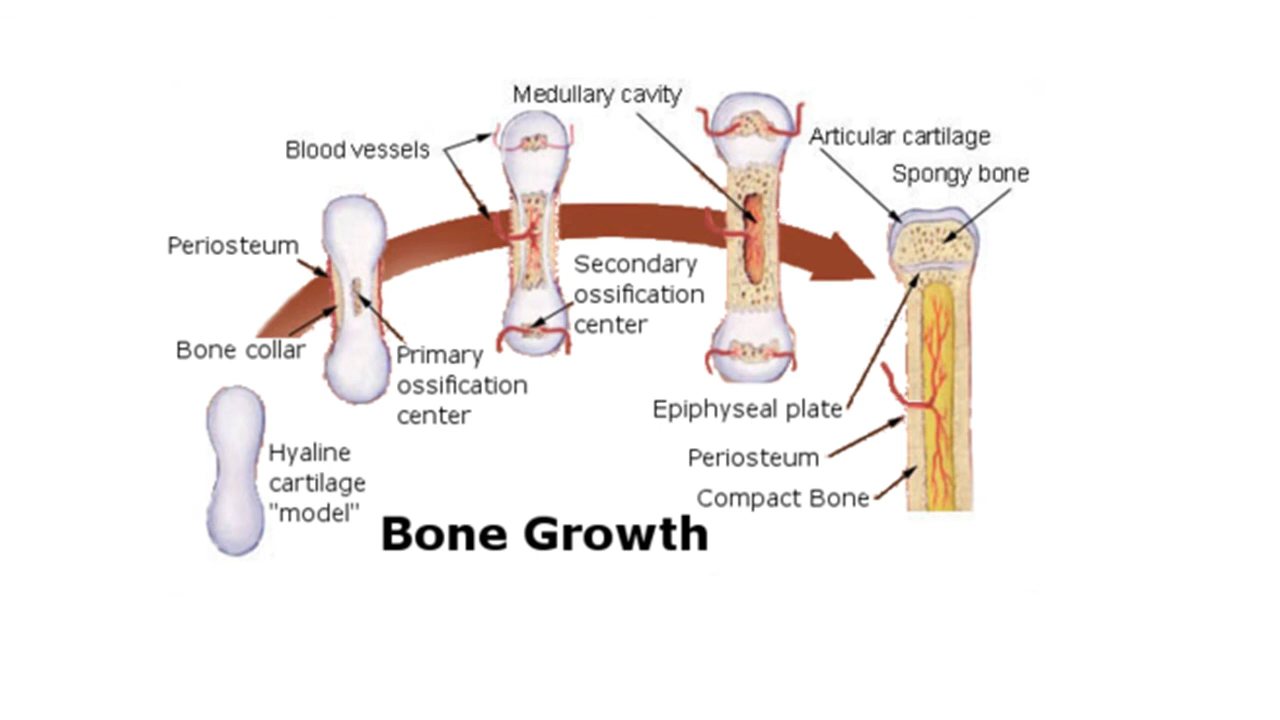 Medullary cavity
Blood vessels
Articular cartilage
Spongy bone
Periosteum
Secondary
ossification
center
Bone collar
Primary
ossification
center
Epiphyseal plate
Hyaline
cartilage
"model"
Periosteum
Compact Bone
Bone Growth